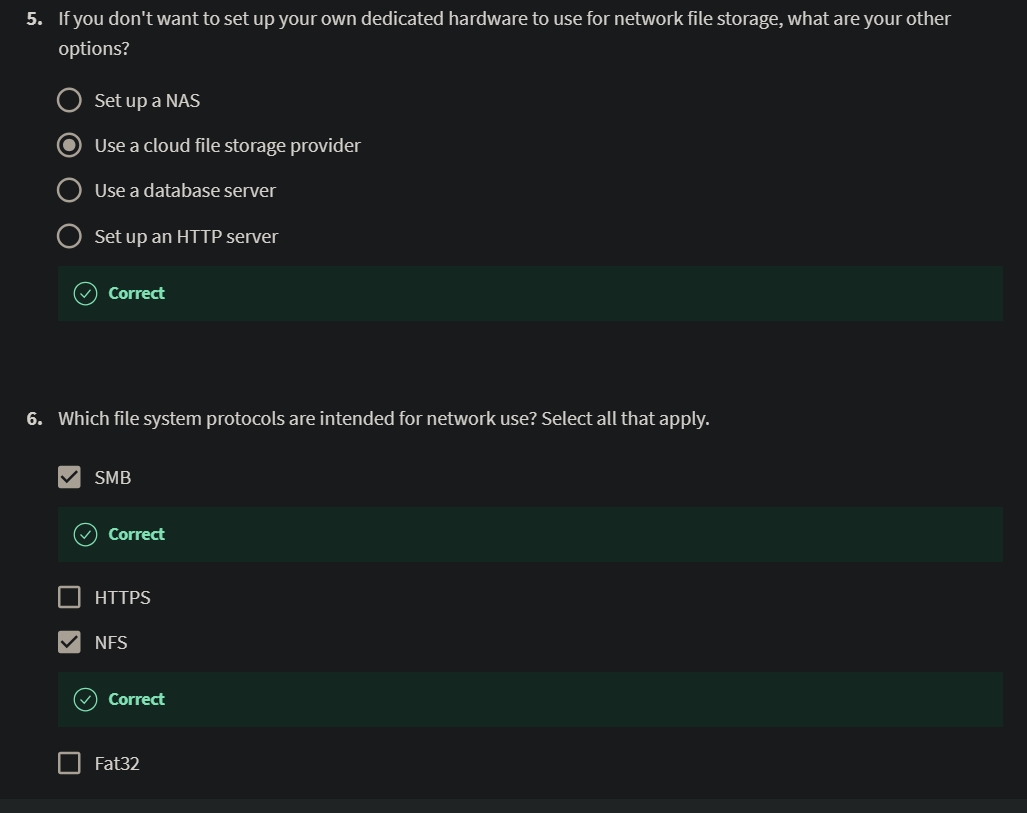 5. If you don't want to set up your own dedicated hardware to use for network file storage, what are your other
options?
Set up a NAS
Use a cloud file storage provider
Use a database server
Set up an HTTP server
Correct
6. Which file system protocols are intended for network use? Select all that apply.
SMB
Correct
HTTPS
NFS
Correct
Fat32